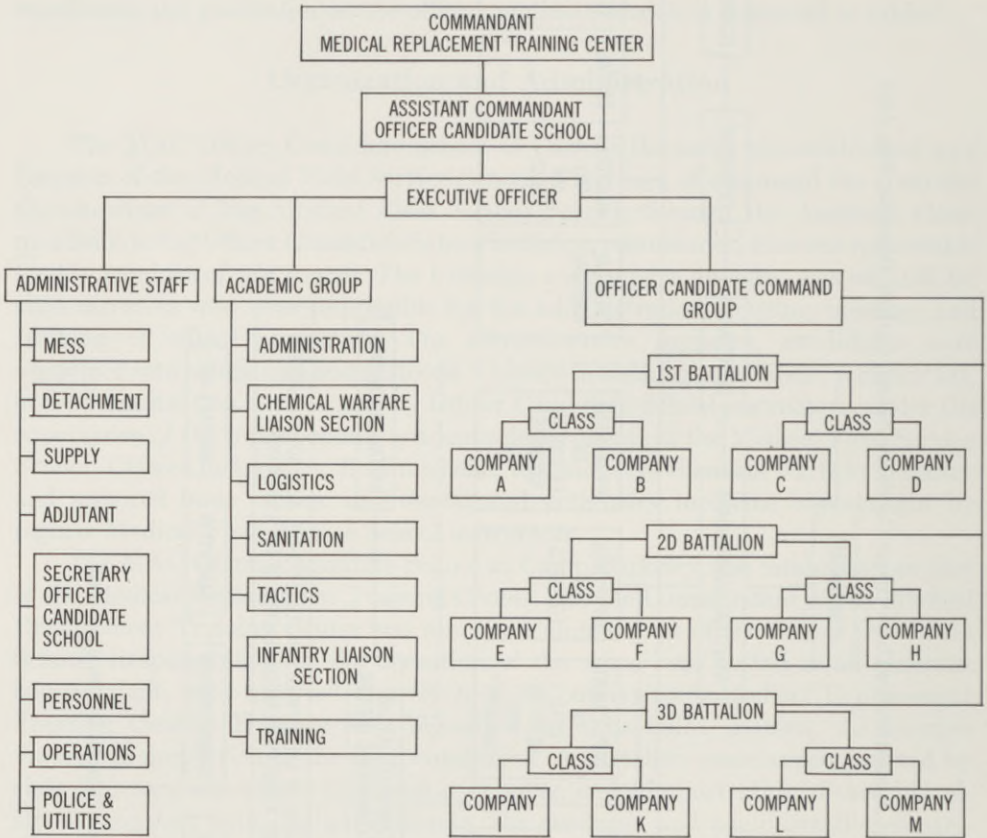 COMMANDANT
MEDICAL REPLACEMENT TRAINING CENTER
ASSISTANT COMMANDANT
OFFICER CANDIDATE SCHOOL
EXECUTIVE OFFICER
ADMINISTRATIVE STAFF
MESS
DETACHMENT
SUPPLY
ADJUTANT
SECRETARY
OFFICER
CANDIDATE
SCHOOL
PERSONNEL
OPERATIONS
POLICE &
UTILITIES
ACADEMIC GROUP
ADMINISTRATION
CHEMICAL WARFARE
LIAISON SECTION
LOGISTICS
SANITATION
TACTICS
INFANTRY LIAISON
SECTION
TRAINING
OFFICER CANDIDATE COMMAND
GROUP
1ST BATTALION
CLASS
COMPANY
A
COMPANY
B
CLASS
COMPANY
C
COMPANY
D
2D BATTALION
CLASS
COMPANY
E
COMPANY
F
CLASS
COMPANY
G
COMPANY
H
3D BATTALION
CLASS
COMPANY
I
COMPANY
K
CLASS
COMPANY
L
COMPANY
M